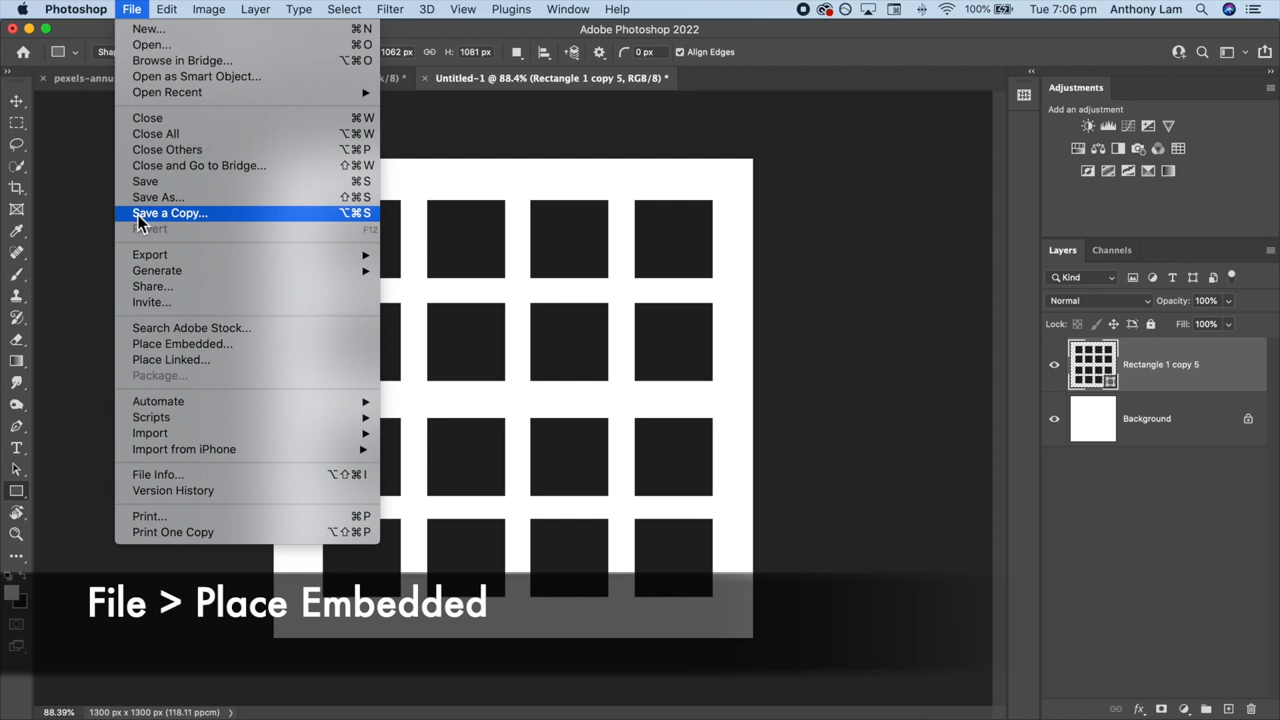 Photoshop File Edit Image Layer Type Select Filter 3D View Plugins Window Help 100% Tue 7:06 pm Anthony Lam
Adobe Photoshop 2022
Shap 1062 px H: 1081 px 0 px Align Edges
× pexels-annu k/8) * × Untitled-1 @ 88.4% (Rectangle 1 copy 5, RGB/8) *
New... ⌘N
Open... ⌘O
Browse in Bridge... ⌥⌘O
Open as Smart Object...
Open Recent
Close ⌘W
Close All ⌥⌘W
Close Others ⌥⌘P
Close and Go to Bridge... ⇧⌘W
Save ⌘S
Save As... ⇧⌘S
Save a Copy... ⌥⌘S
Revert F12
Export
Generate
Share...
Invite...
Search Adobe Stock...
Place Embedded...
Place Linked...
Package...
Automate
Scripts
Import
Import from iPhone
File Info... ⌥⇧⌘I
Version History
Print... ⌘P
Print One Copy ⌥⇧⌘P
Adjustments
Add an adjustment
Layers Channels
Kind
Normal Opacity: 100%
Lock: Fill: 100%
Rectangle 1 copy 5
Background
File > Place Embedded
88.39% 1300 px x 1300 px (118.11 ppcm)